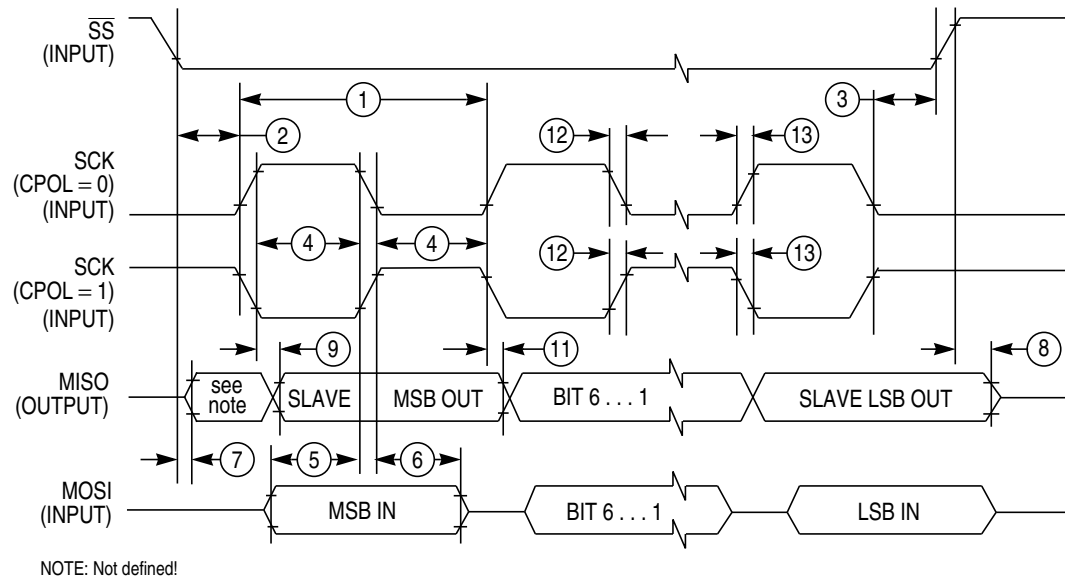 SS
(INPUT)
1
3
2
12
13
SCK
(CPOL = 0)
(INPUT)
4
4
12
13
SCK
(CPOL = 1)
(INPUT)
9
11
8
MISO
(OUTPUT)
see
note
SLAVE
MSB OUT
BIT 6 . . . 1
SLAVE LSB OUT
7
5
6
MOSI
(INPUT)
MSB IN
BIT 6 . . . 1
LSB IN
NOTE: Not defined!